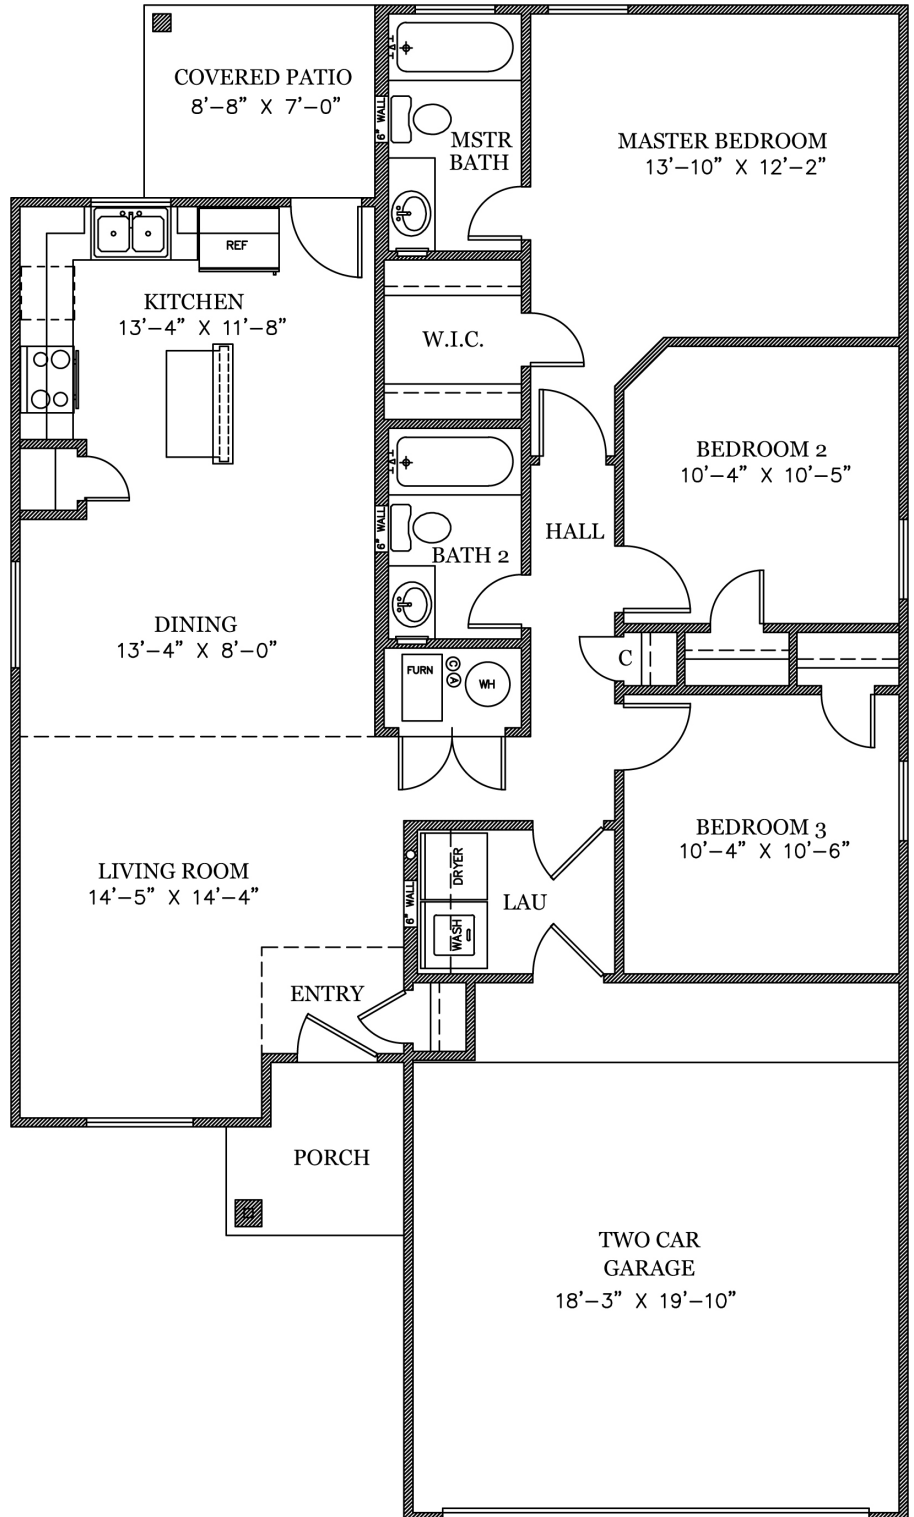 COVERED PATIO
8'-8" X 7'-0"
6" WALL
MSTR
BATH
MASTER BEDROOM
13'-10" X 12'-2"
REF
KITCHEN
13'-4" X 11'-8"
W.I.C.
BEDROOM 2
10'-4" X 10'-5"
6" WALL
BATH 2
HALL
DINING
13'-4" X 8'-0"
FURN
C
A
WH
C
BEDROOM 3
10'-4" X 10'-6"
LIVING ROOM
14'-5" X 14'-4"
6" WALL
DRYER
WASH
LAU
ENTRY
PORCH
TWO CAR
GARAGE
18'-3" X 19'-10"